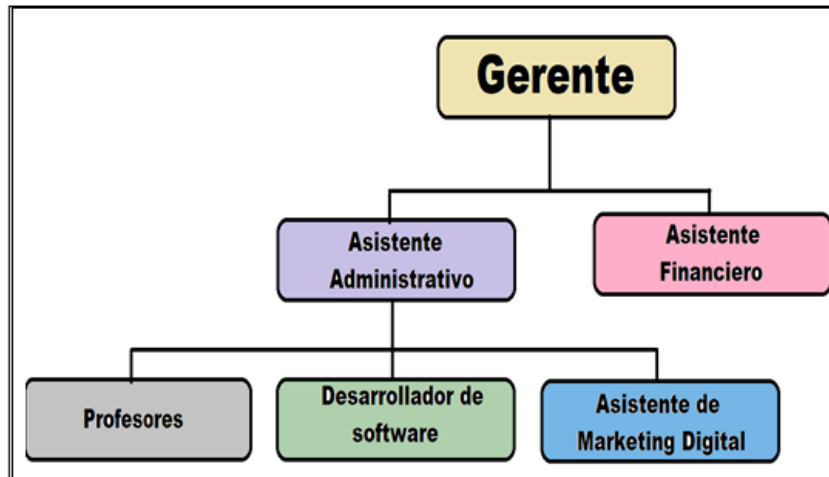 Gerente
Asistente
Administrativo
Asistente
Financiero
Profesores
Desarrollador de
software
Asistente de
Marketing Digital